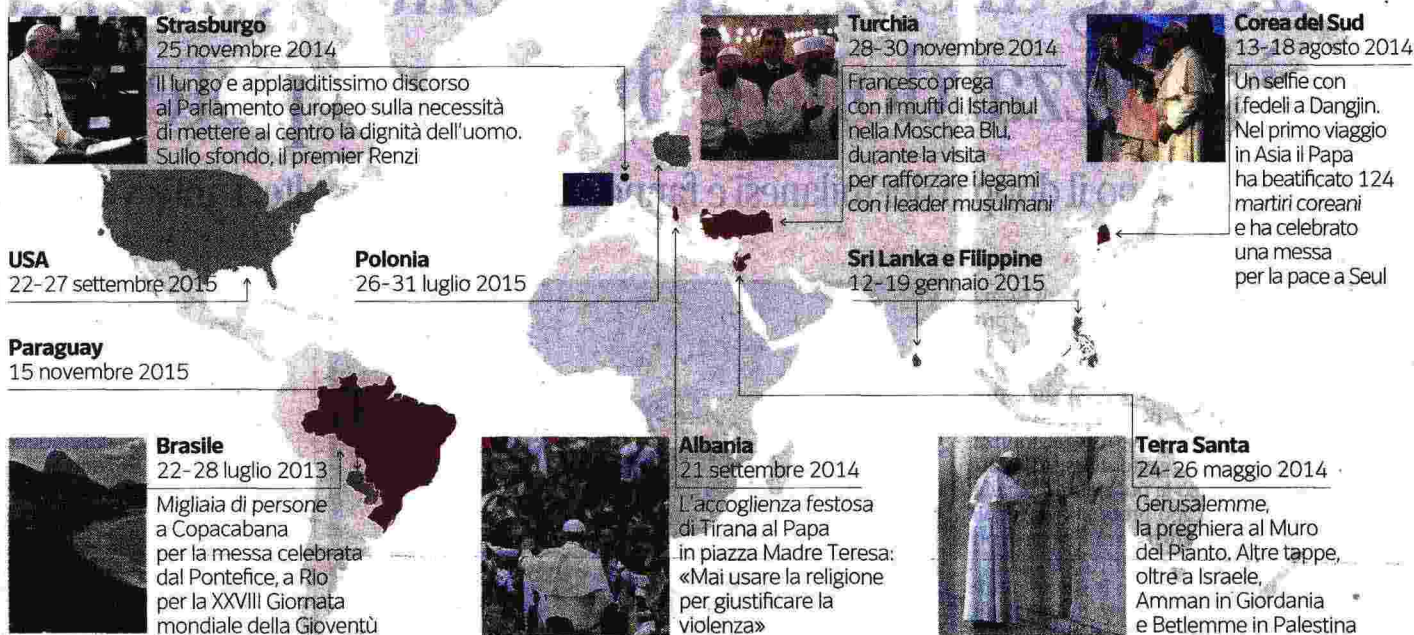 Strasburgo
25 novembre 2014
Il lungo e applauditissimo discorso
al Parlamento europeo sulla necessità
di mettere al centro la dignità dell'uomo.
Sullo sfondo, il premier Renzi
Turchia
28-30 novembre 2014
Francesco prega
con il mufti di Istanbul
nella Moschea Blu,
durante la visita
per rafforzare i legami
con i leader musulmani
Corea del Sud
13-18 agosto 2014
Un selfie con
i fedeli a Dangjin.
Nel primo viaggio
in Asia il Papa
ha beatificato 124
martiri coreani
e ha celebrato
una messa
per la pace a Seul
USA
22-27 settembre 2015
Polonia
26-31 luglio 2015
Sri Lanka e Filippine
12-19 gennaio 2015
Paraguay
15 novembre 2015
Brasile
22-28 luglio 2013
Migliaia di persone
a Copacabana
per la messa celebrata
dal Pontefice, a Rio
per la XXVIII Giornata
mondiale della Gioventù
Albania
21 settembre 2014
L'accoglienza festosa
di Tirana al Papa
in piazza Madre Teresa:
«Mai usare la religione
per giustificare la
violenza»
Terra Santa
24-26 maggio 2014
Gerusalemme,
la preghiera al Muro
del Pianto. Altre tappe,
oltre a Israele,
Amman in Giordania
e Betlemme in Palestina